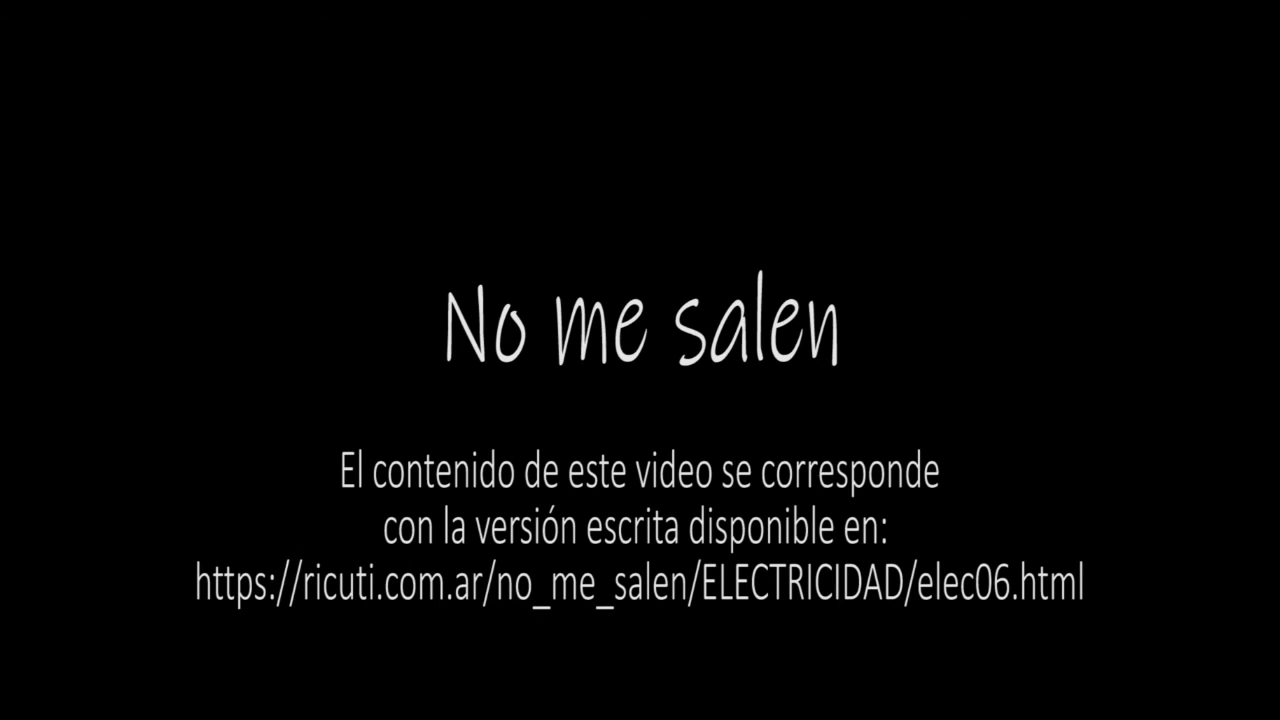 No me salen
El contenido de este video se corresponde
con la versión escrita disponible en:
https://ricuti.com.ar/no_me_salen/ELECTRICIDAD/elec06.html